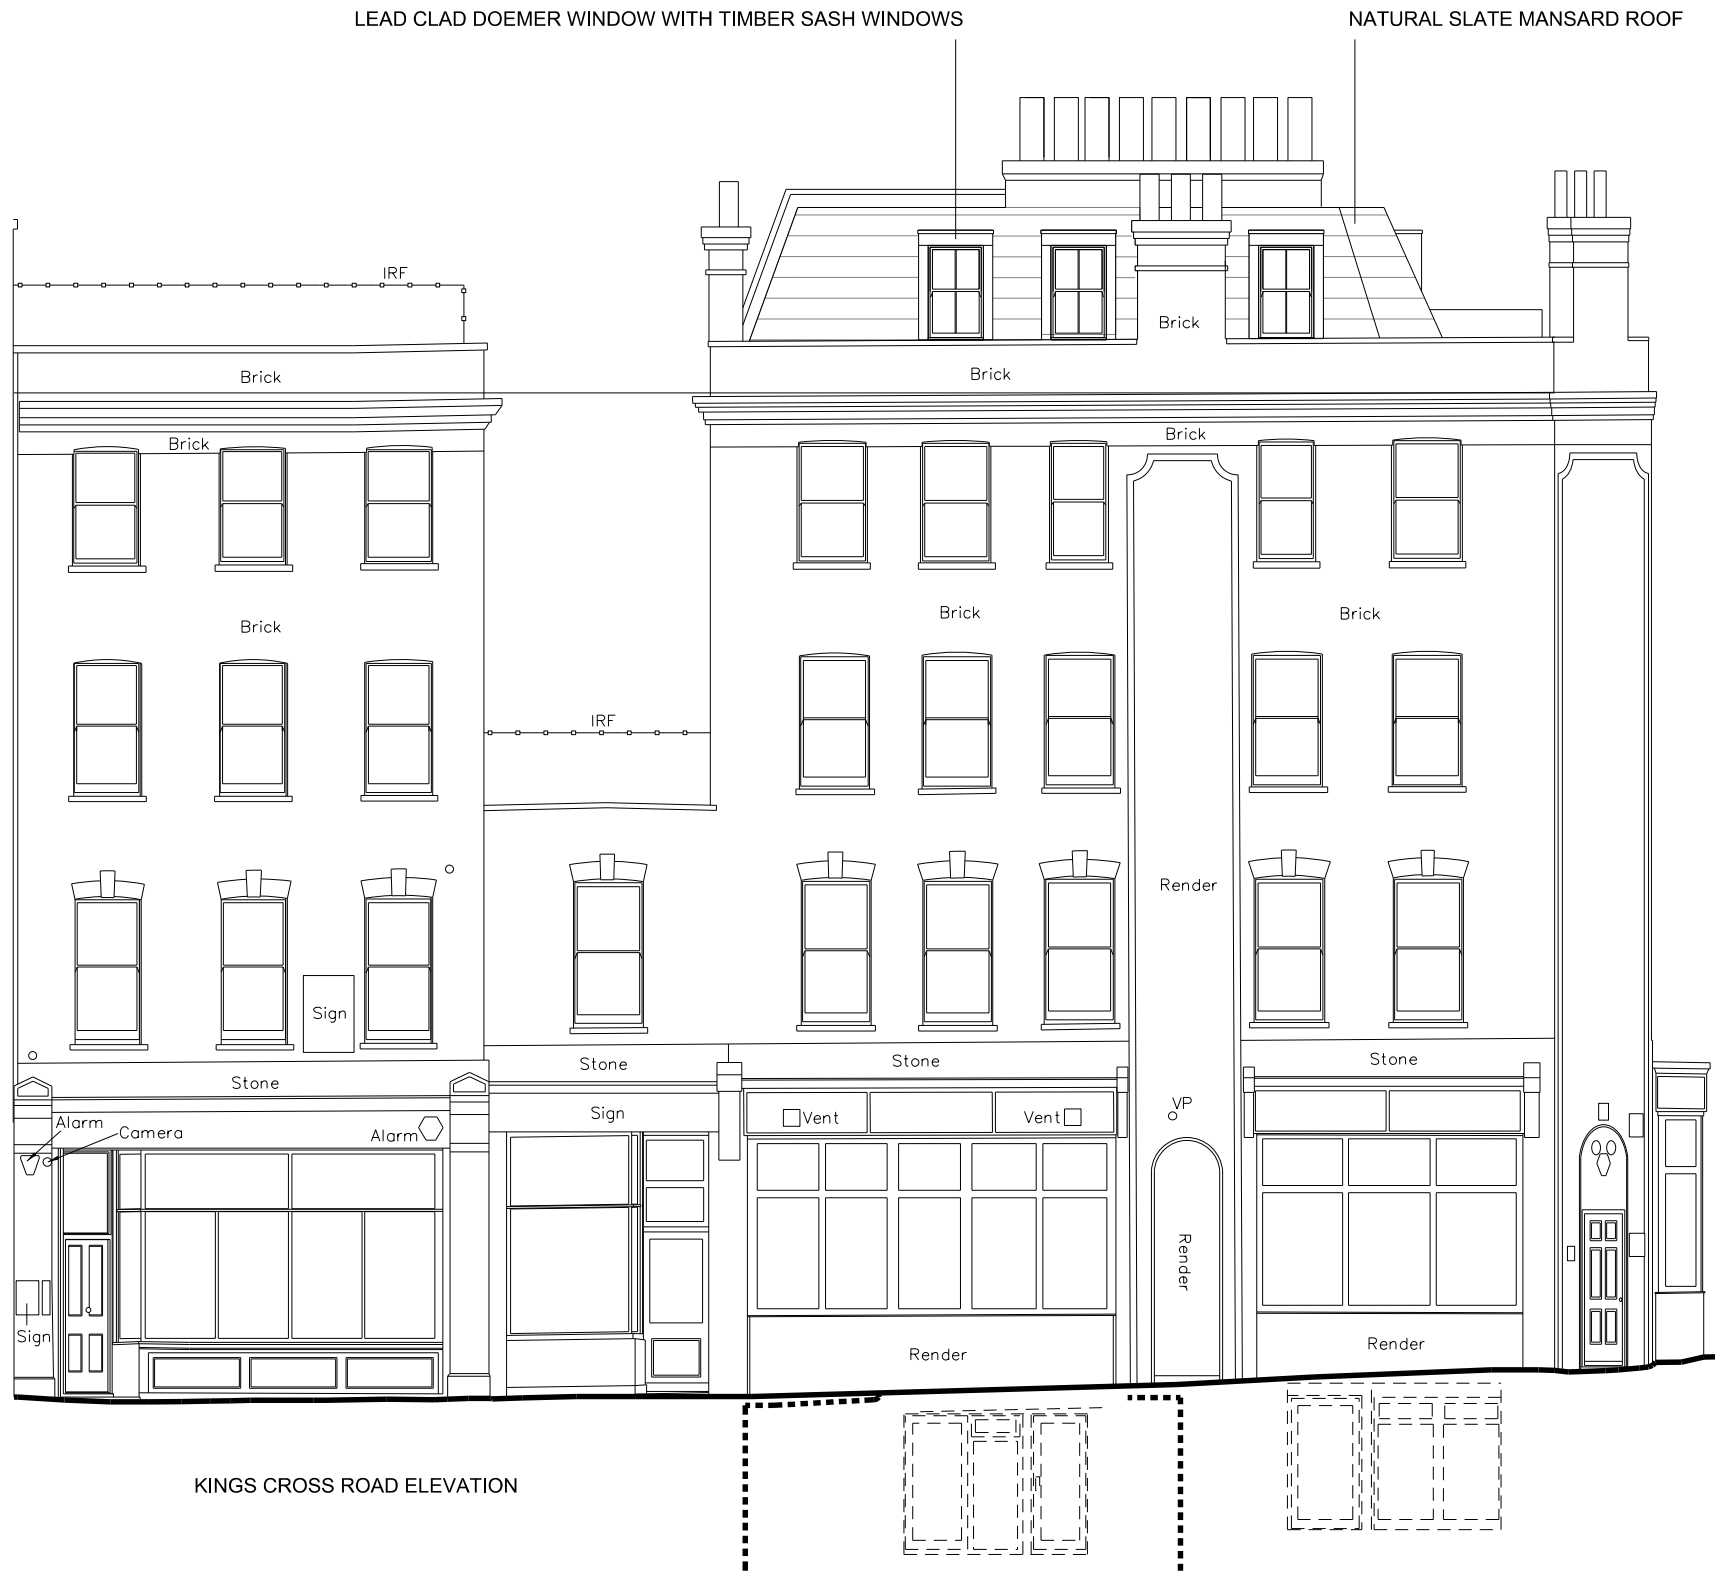 LEAD CLAD DOEMER WINDOW WITH TIMBER SASH WINDOWS
NATURAL SLATE MANSARD ROOF
IRF
Brick
Brick
Brick
Brick
Brick
Brick
Brick
Brick
Brick
IRF
Render
Sign
Stone
Stone
Stone
Stone
Sign
Vent
Vent
VP
Alarm
Camera
Alarm
Render
Sign
Render
Render
KINGS CROSS ROAD ELEVATION